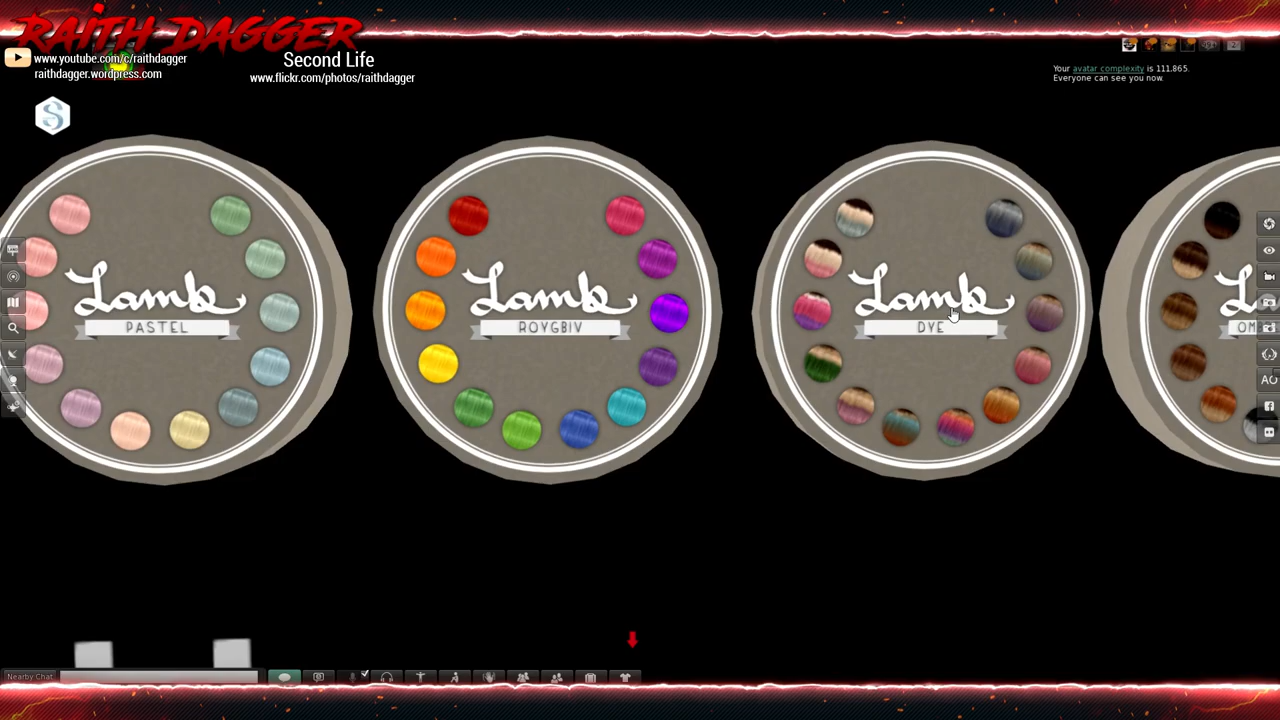 RAITH DAGGER
www.youtube.com/c/raithdagger
raithdagger.wordpress.com
Second Life
www.flickr.com/photos/raithdagger
Your avatar complexity is 111,865.
Everyone can see you now.
S
Lamb
PASTEL
Lamb
ROYGBIV
Lamb
DYE
OM
AO
Nearby Chat